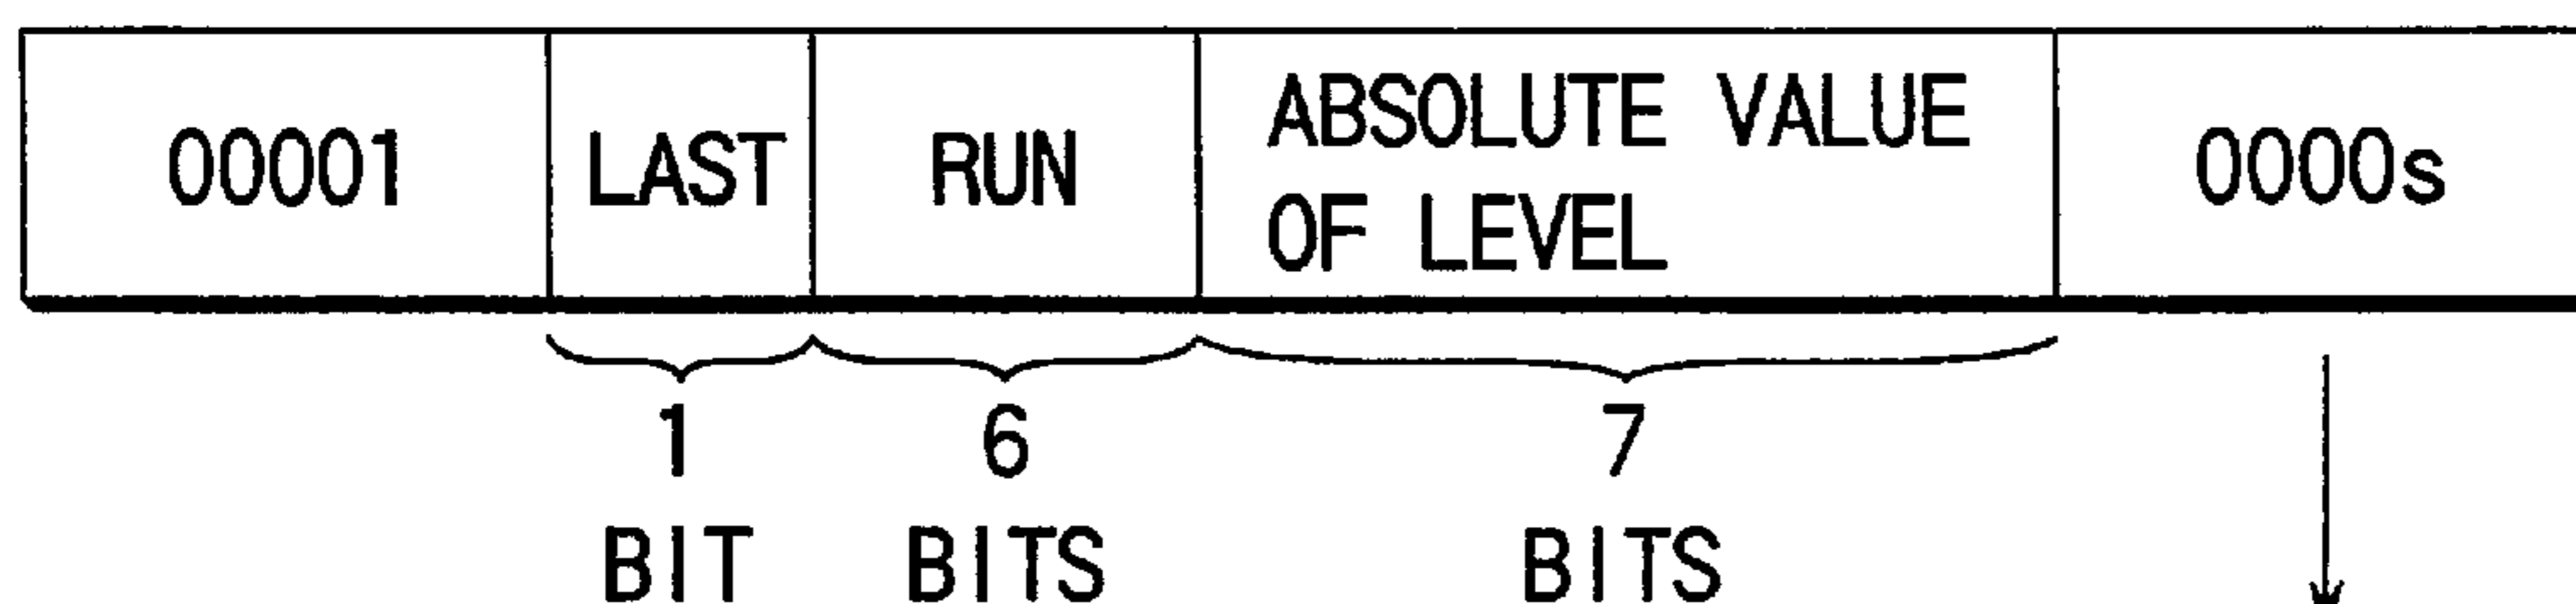 00001 LAST RUN ABSOLUTE VALUE OF LEVEL 0000s
1 6 7
BIT BITS BITS